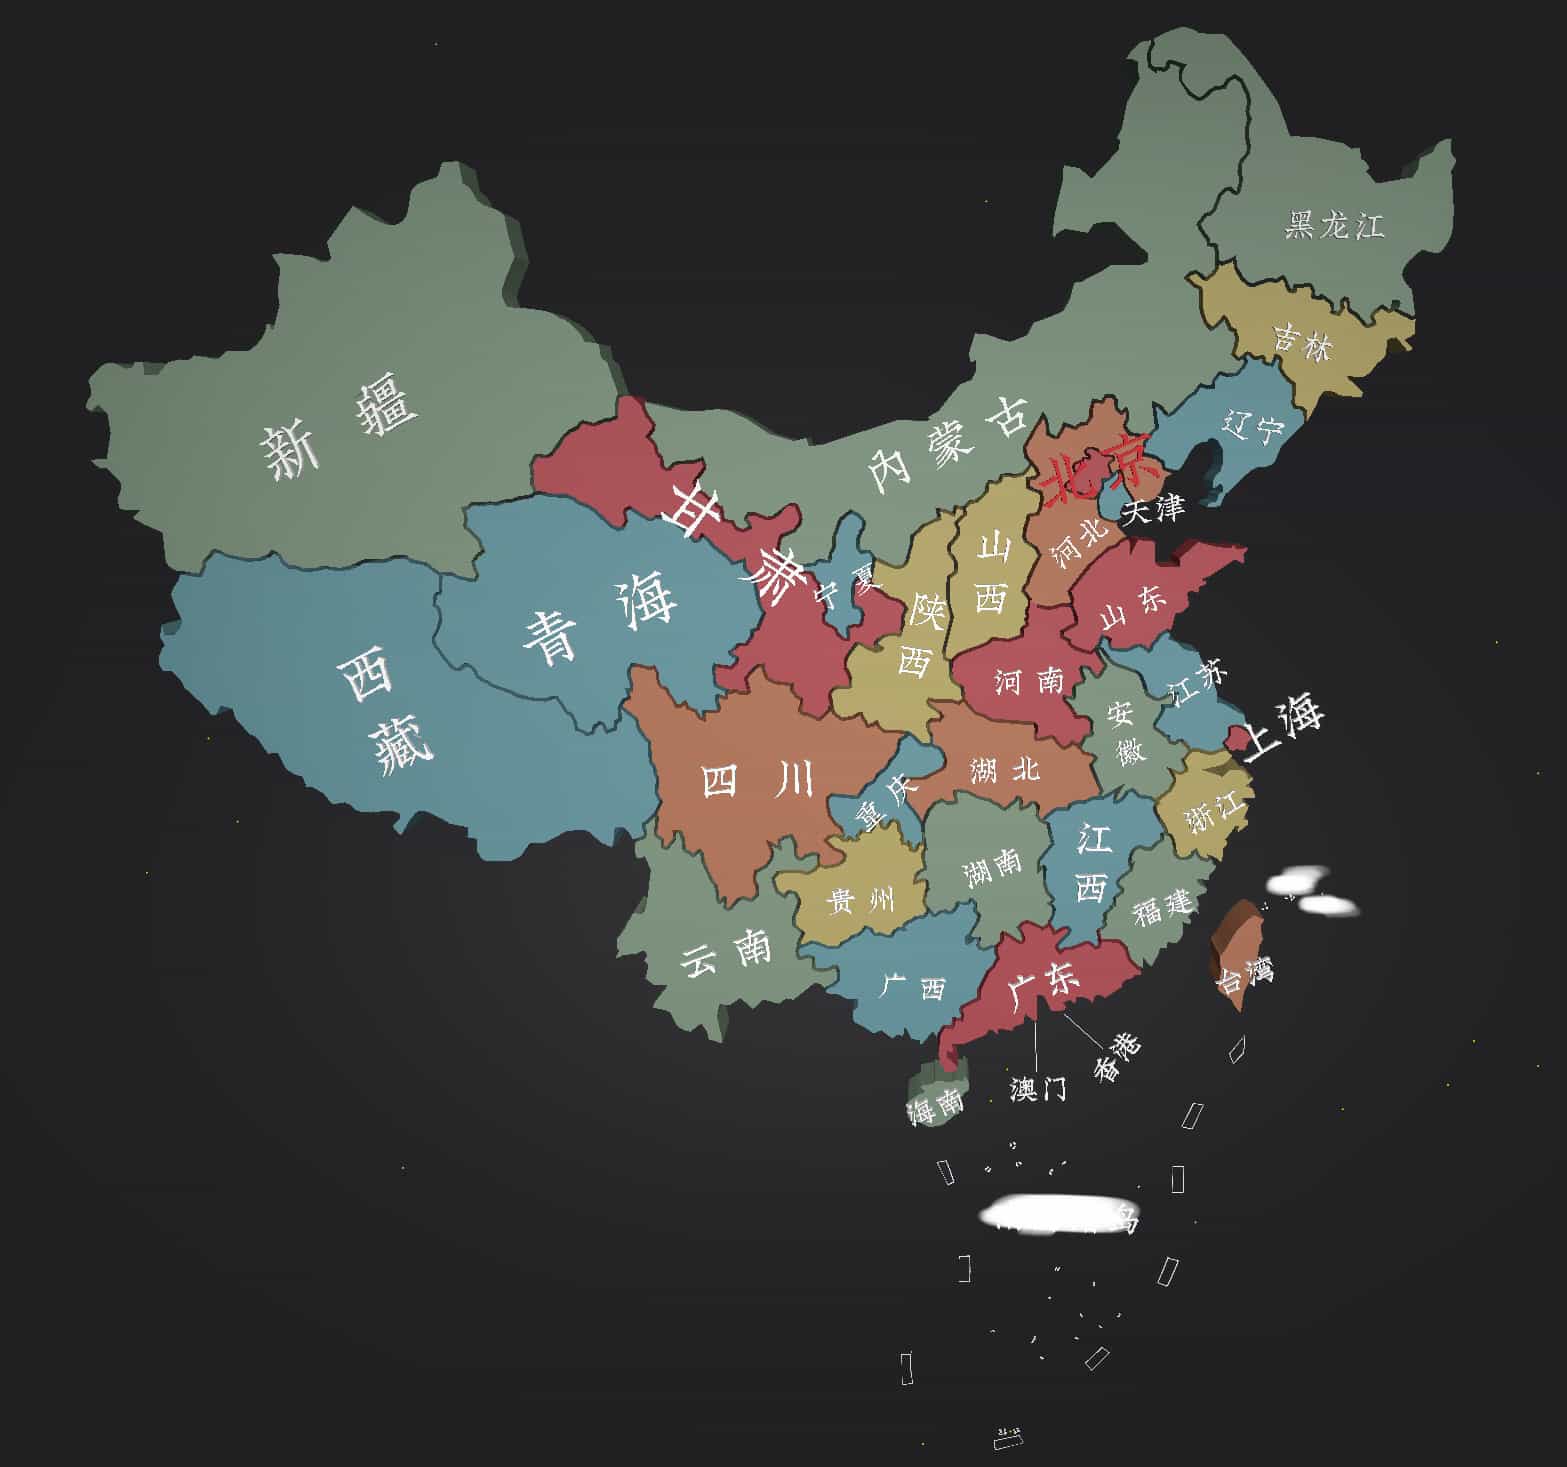 黑龙江
吉林
辽宁
新疆
内蒙古
北京
天津
河北
甘肃
宁夏
山西
陕西
山东
青海
西藏
河南
江苏
安徽
上海
四川
重庆
湖北
浙江
湖南
江西
贵州
福建
云南
广西
广东
台湾
香港
澳门
海南
岛